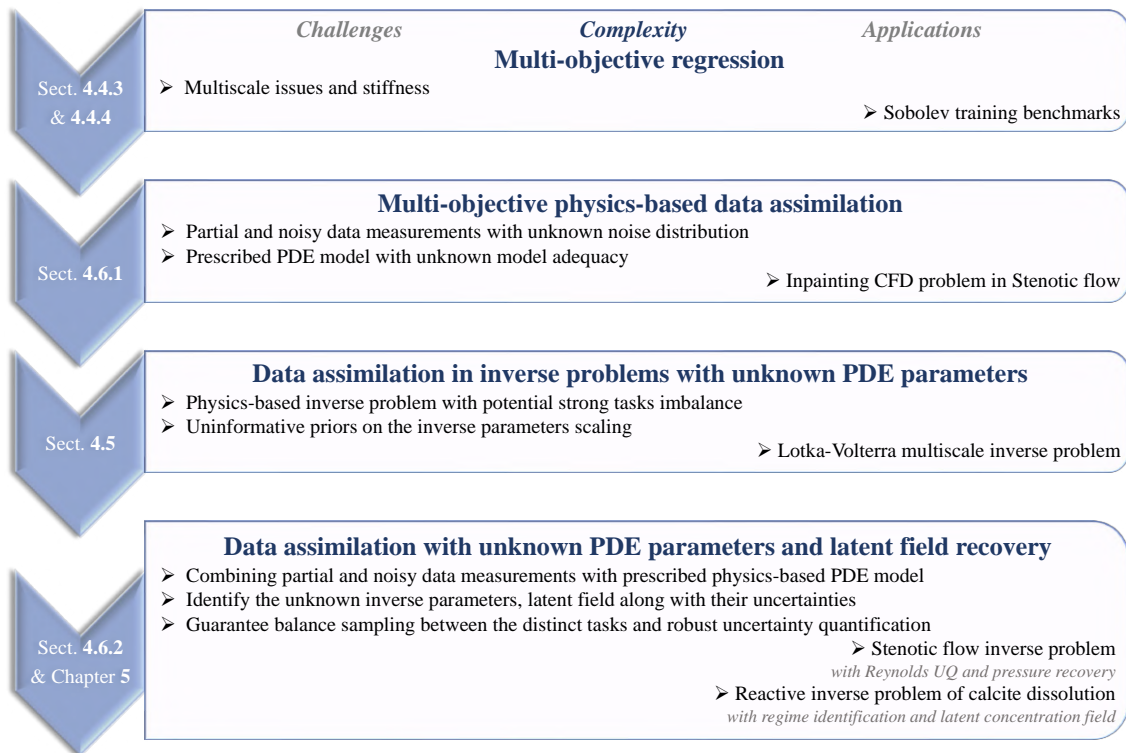 Challenges Complexity Applications
Multi-objective regression
Sect. 4.4.3
& 4.4.4
➤ Multiscale issues and stiffness
➤ Sobolev training benchmarks
Multi-objective physics-based data assimilation
Sect. 4.6.1
➤ Partial and noisy data measurements with unknown noise distribution
➤ Prescribed PDE model with unknown model adequacy
➤ Inpainting CFD problem in Stenotic flow
Data assimilation in inverse problems with unknown PDE parameters
Sect. 4.5
➤ Physics-based inverse problem with potential strong tasks imbalance
➤ Uninformative priors on the inverse parameters scaling
➤ Lotka-Volterra multiscale inverse problem
Data assimilation with unknown PDE parameters and latent field recovery
Sect. 4.6.2
& Chapter 5
➤ Combining partial and noisy data measurements with prescribed physics-based PDE model
➤ Identify the unknown inverse parameters, latent field along with their uncertainties
➤ Guarantee balance sampling between the distinct tasks and robust uncertainty quantification
➤ Stenotic flow inverse problem
with Reynolds UQ and pressure recovery
➤ Reactive inverse problem of calcite dissolution
with regime identification and latent concentration field